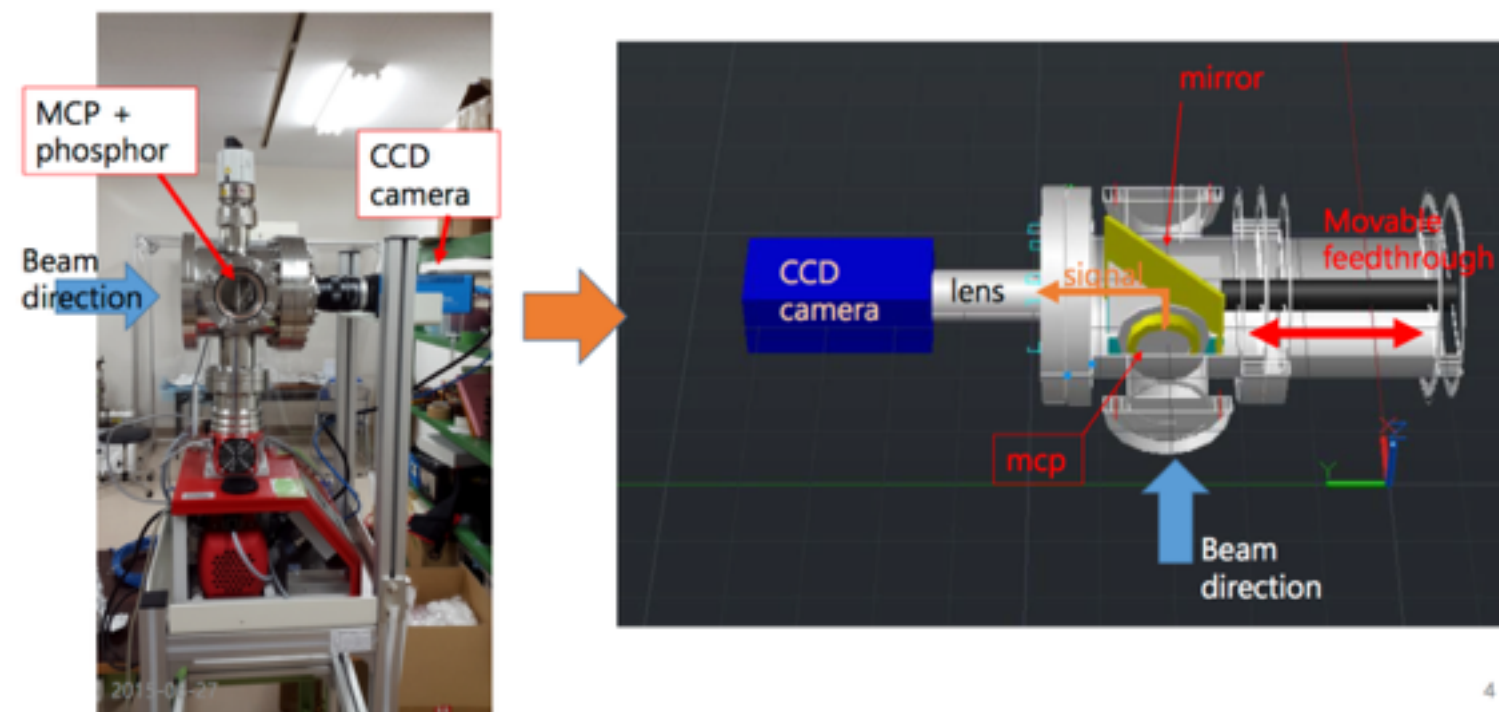 MCP +
phosphor
CCD
camera
Beam
direction
mirror
Movable
feedthrough
CCD
camera
lens
signal
mcp
Beam
direction
4